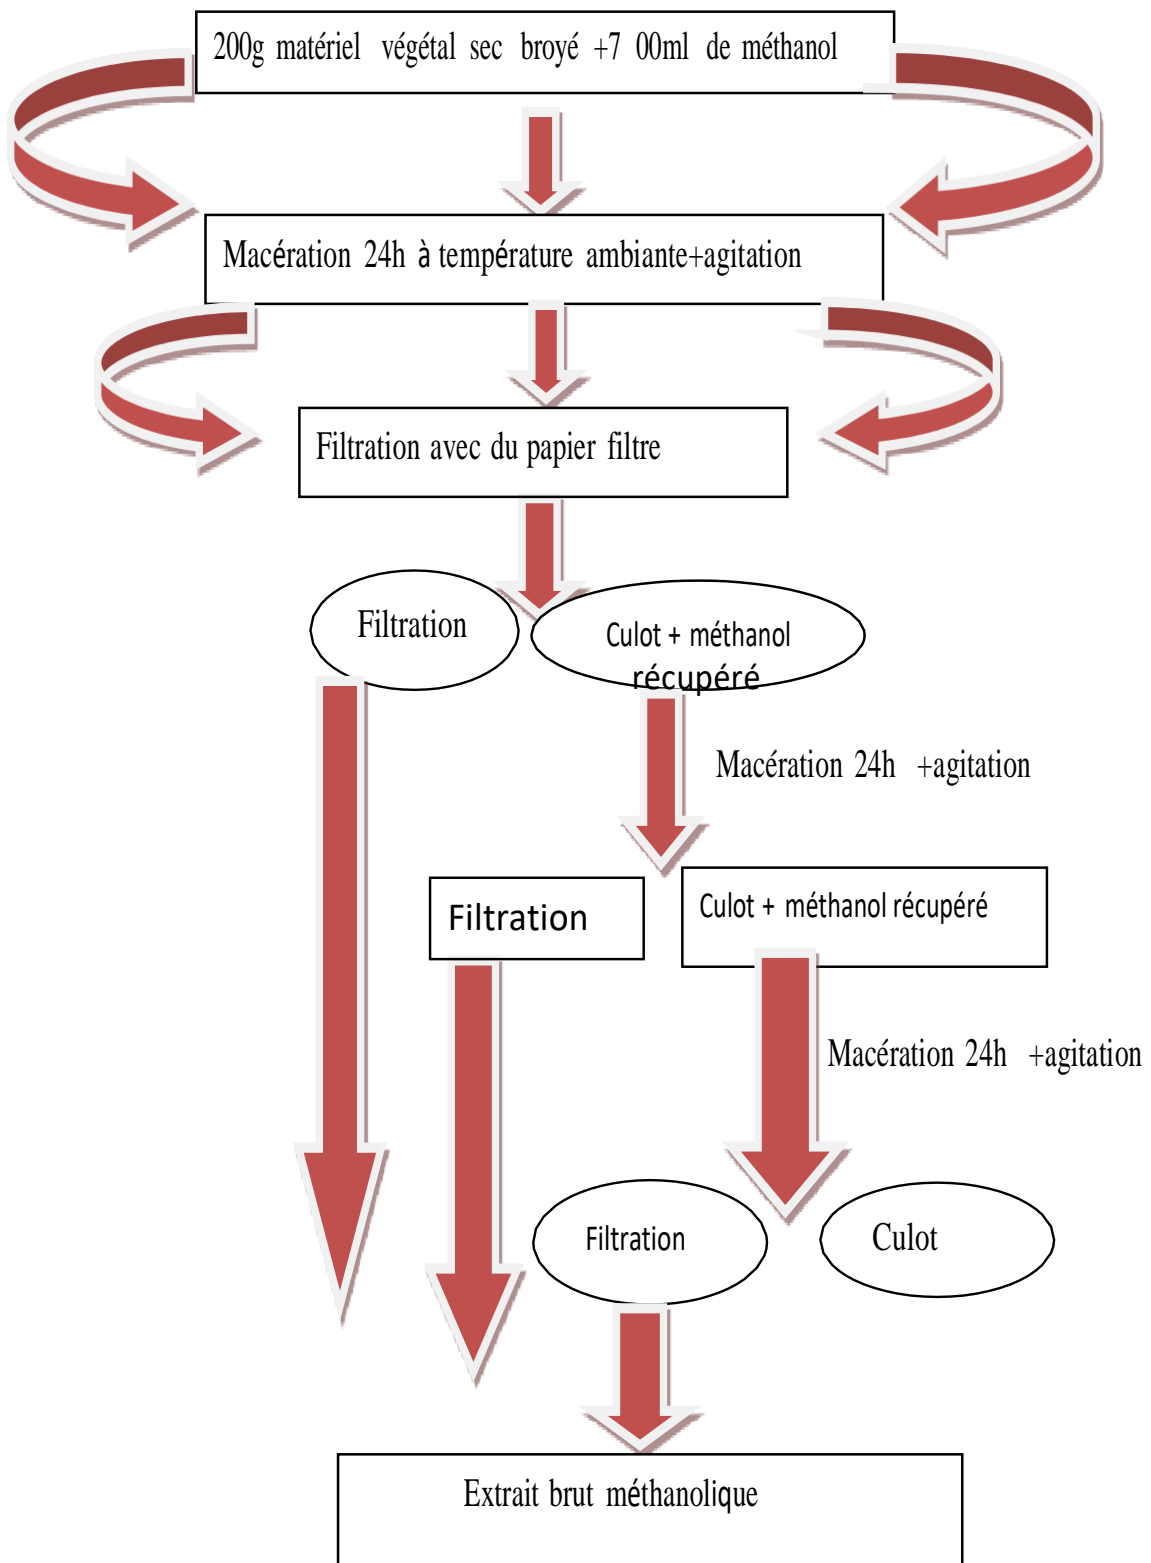 200g matériel végétal sec broyé +7 00ml de méthanol
Macération 24h à température ambiante+agitation
Filtration avec du papier filtre
Filtration
Culot + méthanol
récupéré
Macération 24h +agitation
Filtration
Culot + méthanol récupéré
Macération 24h +agitation
Filtration
Culot
Extrait brut méthanolique